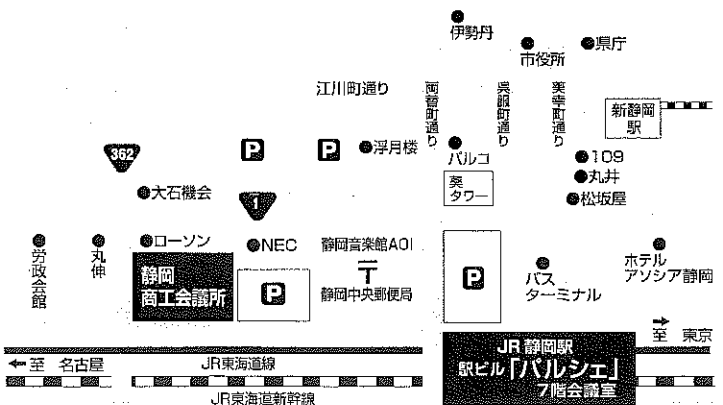 伊勢丹
市役所
県庁
江川町通り
両替町通り
呉服町通り
美幸町通り
新静岡
駅
362
P
P
浮月楼
パルコ
109
丸井
葵
タワー
松坂屋
大石機会
1
労政会館
丸伸
ローソン
NEC
静岡音楽館AOI
静岡
商工会議所
P
〒
静岡中央郵便局
P
バス
ターミナル
ホテル
アソシア静岡
→
至 東京
JR 静岡駅
駅ビル「パルシェ」
7階会議室
←至 名古屋
JR東海道線
JR東海道新幹線